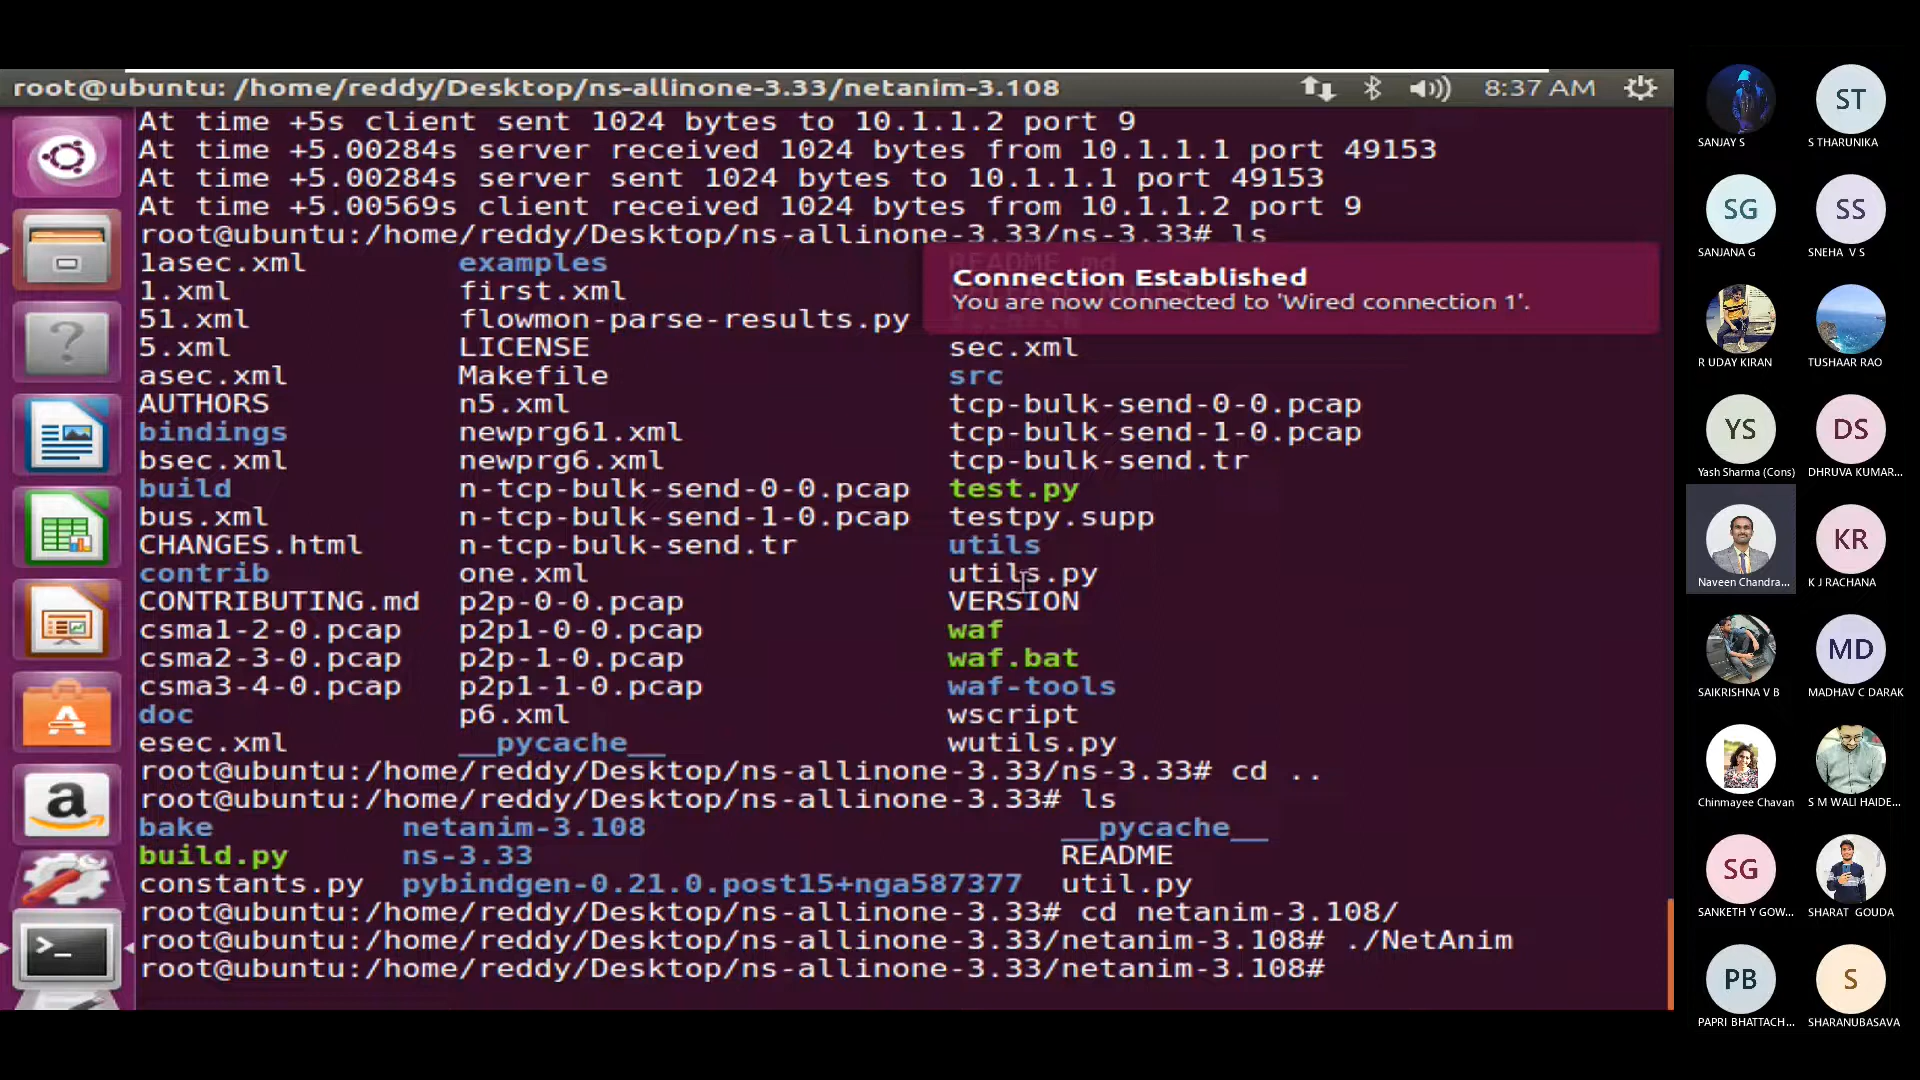 root@ubuntu: /home/reddy/Desktop/ns-allinone-3.33/netanim-3.108 8:37 AM
At time +5s client sent 1024 bytes to 10.1.1.2 port 9
At time +5.00284s server received 1024 bytes from 10.1.1.1 port 49153
At time +5.00284s server sent 1024 bytes to 10.1.1.1 port 49153
At time +5.00569s client received 1024 bytes from 10.1.1.2 port 9
root@ubuntu:/home/reddy/Desktop/ns-allinone-3.33/ns-3.33# ls
1asec.xml examples README.md
1.xml first.xml
51.xml flowmon-parse-results.py
5.xml LICENSE sec.xml
asec.xml Makefile src
AUTHORS n5.xml tcp-bulk-send-0-0.pcap
bindings newprg61.xml tcp-bulk-send-1-0.pcap
bsec.xml newprg6.xml tcp-bulk-send.tr
build n-tcp-bulk-send-0-0.pcap test.py
bus.xml n-tcp-bulk-send-1-0.pcap testpy.supp
CHANGES.html n-tcp-bulk-send.tr utils
contrib one.xml utils.py
CONTRIBUTING.md p2p-0-0.pcap VERSION
csma1-2-0.pcap p2p1-0-0.pcap waf
csma2-3-0.pcap p2p-1-0.pcap waf.bat
csma3-4-0.pcap p2p1-1-0.pcap waf-tools
doc p6.xml wscript
esec.xml __pycache__ wutils.py
root@ubuntu:/home/reddy/Desktop/ns-allinone-3.33/ns-3.33# cd ..
root@ubuntu:/home/reddy/Desktop/ns-allinone-3.33# ls
bake netanim-3.108 __pycache__
build.py ns-3.33 README
constants.py pybindgen-0.21.0.post15+nga587377 util.py
root@ubuntu:/home/reddy/Desktop/ns-allinone-3.33# cd netanim-3.108/
root@ubuntu:/home/reddy/Desktop/ns-allinone-3.33/netanim-3.108# ./NetAnim
root@ubuntu:/home/reddy/Desktop/ns-allinone-3.33/netanim-3.108#
Connection Established
You are now connected to 'Wired connection 1'.
ST
SANJAY S S THARUNIKA
SG SS
SANJANA G SNEHA V S
R UDAY KIRAN TUSHAAR RAO
YS DS
Yash Sharma (Cons) DHRUVA KUMAR...
KR
Naveen Chandra... K J RACHANA
MD
SAIKRISHNA V B MADHAV C DARAK
Chinmayee Chavan S M WALI HAIDE...
SG
SANKETH Y GOW... SHARAT GOUDA
PB S
PAPRI BHATTACH... SHARANUBASAVA